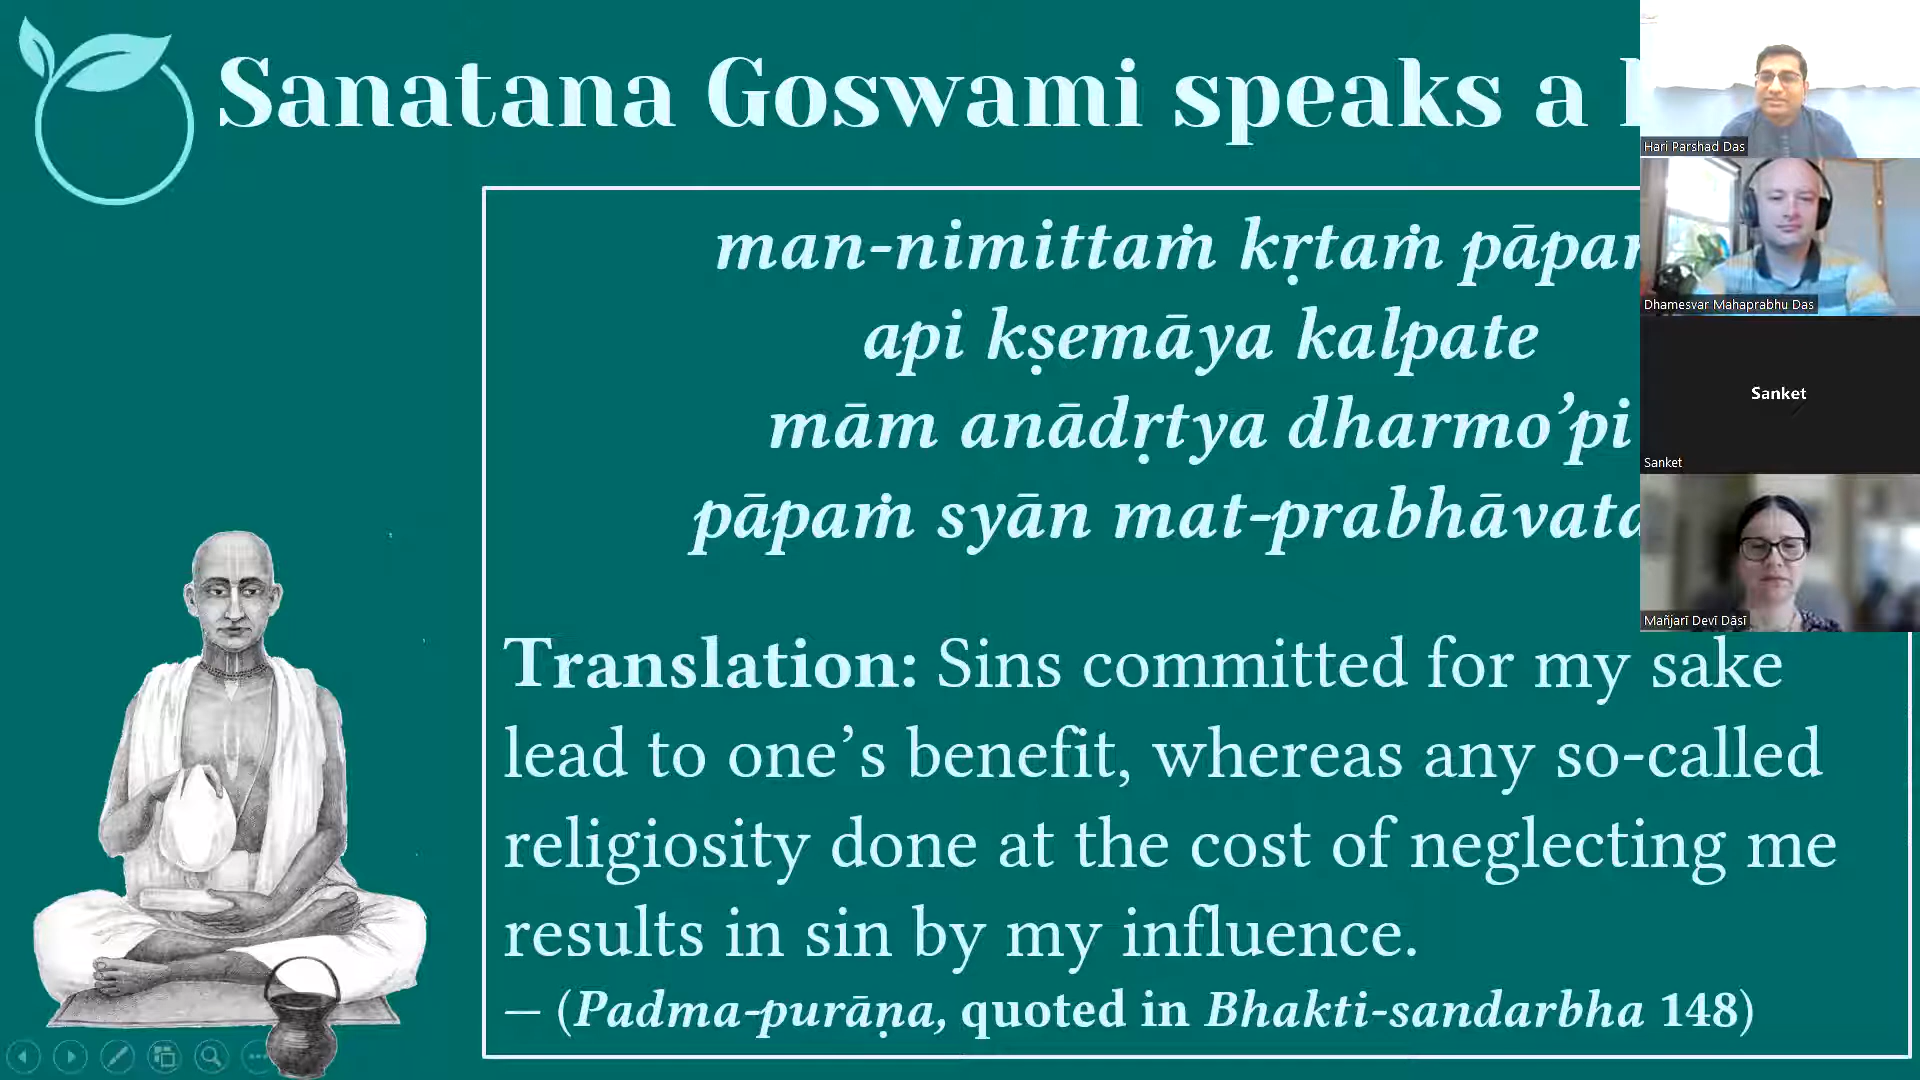 Sanatana Goswami speaks a
man-nimittaṁ kṛtaṁ
api kṣemāya kalpate
mām anādṛtya dharmo’pi
pāpaṁ syān
Translation: Sins committed for my sake
lead to one’s benefit, whereas any so-called
religiosity done at the cost of neglecting me
results in sin by my influence.
– (Padma-purāṇa, quoted in Bhakti-sandarbha 148)
Hari Parshad Das
Dhamesvar Mahaprabhu Das
Sanket
Sanket
Mañjarī Devī Dāsī